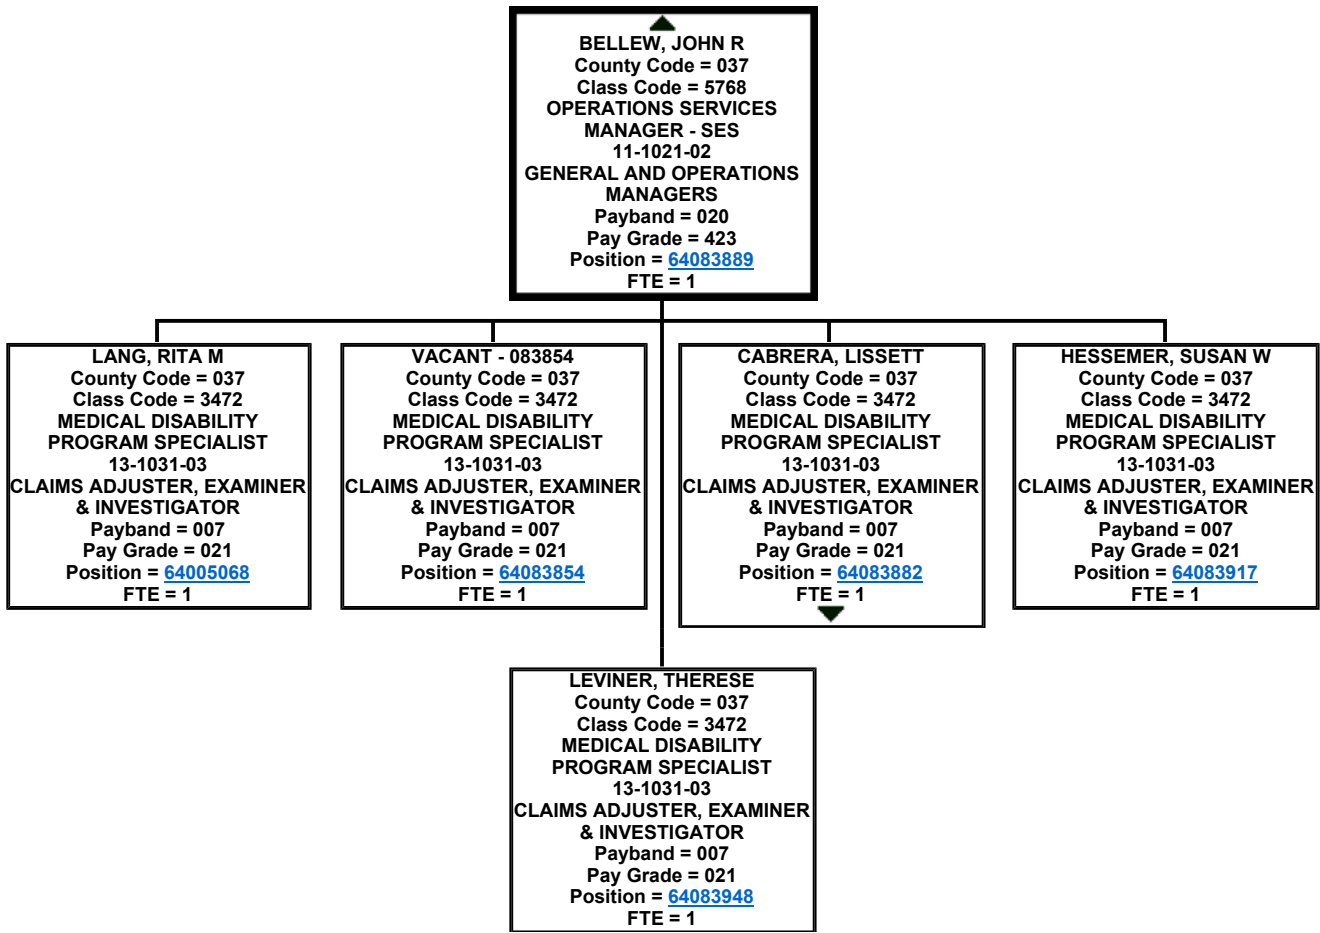 BELLEW, JOHN R
County Code = 037
Class Code = 5768
OPERATIONS SERVICES
MANAGER - SES
11-1021-02
GENERAL AND OPERATIONS
MANAGERS
Payband = 020
Pay Grade = 423
Position = 64083889
FTE = 1
LANG, RITA M
County Code = 037
Class Code = 3472
MEDICAL DISABILITY
PROGRAM SPECIALIST
13-1031-03
CLAIMS ADJUSTER, EXAMINER
& INVESTIGATOR
Payband = 007
Pay Grade = 021
Position = 64005068
FTE = 1
VACANT - 083854
County Code = 037
Class Code = 3472
MEDICAL DISABILITY
PROGRAM SPECIALIST
13-1031-03
CLAIMS ADJUSTER, EXAMINER
& INVESTIGATOR
Payband = 007
Pay Grade = 021
Position = 64083854
FTE = 1
CABRERA, LISSETT
County Code = 037
Class Code = 3472
MEDICAL DISABILITY
PROGRAM SPECIALIST
13-1031-03
CLAIMS ADJUSTER, EXAMINER
& INVESTIGATOR
Payband = 007
Pay Grade = 021
Position = 64083882
FTE = 1
HESSEMER, SUSAN W
County Code = 037
Class Code = 3472
MEDICAL DISABILITY
PROGRAM SPECIALIST
13-1031-03
CLAIMS ADJUSTER, EXAMINER
& INVESTIGATOR
Payband = 007
Pay Grade = 021
Position = 64083917
FTE = 1
LEVINER, THERESE
County Code = 037
Class Code = 3472
MEDICAL DISABILITY
PROGRAM SPECIALIST
13-1031-03
CLAIMS ADJUSTER, EXAMINER
& INVESTIGATOR
Payband = 007
Pay Grade = 021
Position = 64083948
FTE = 1